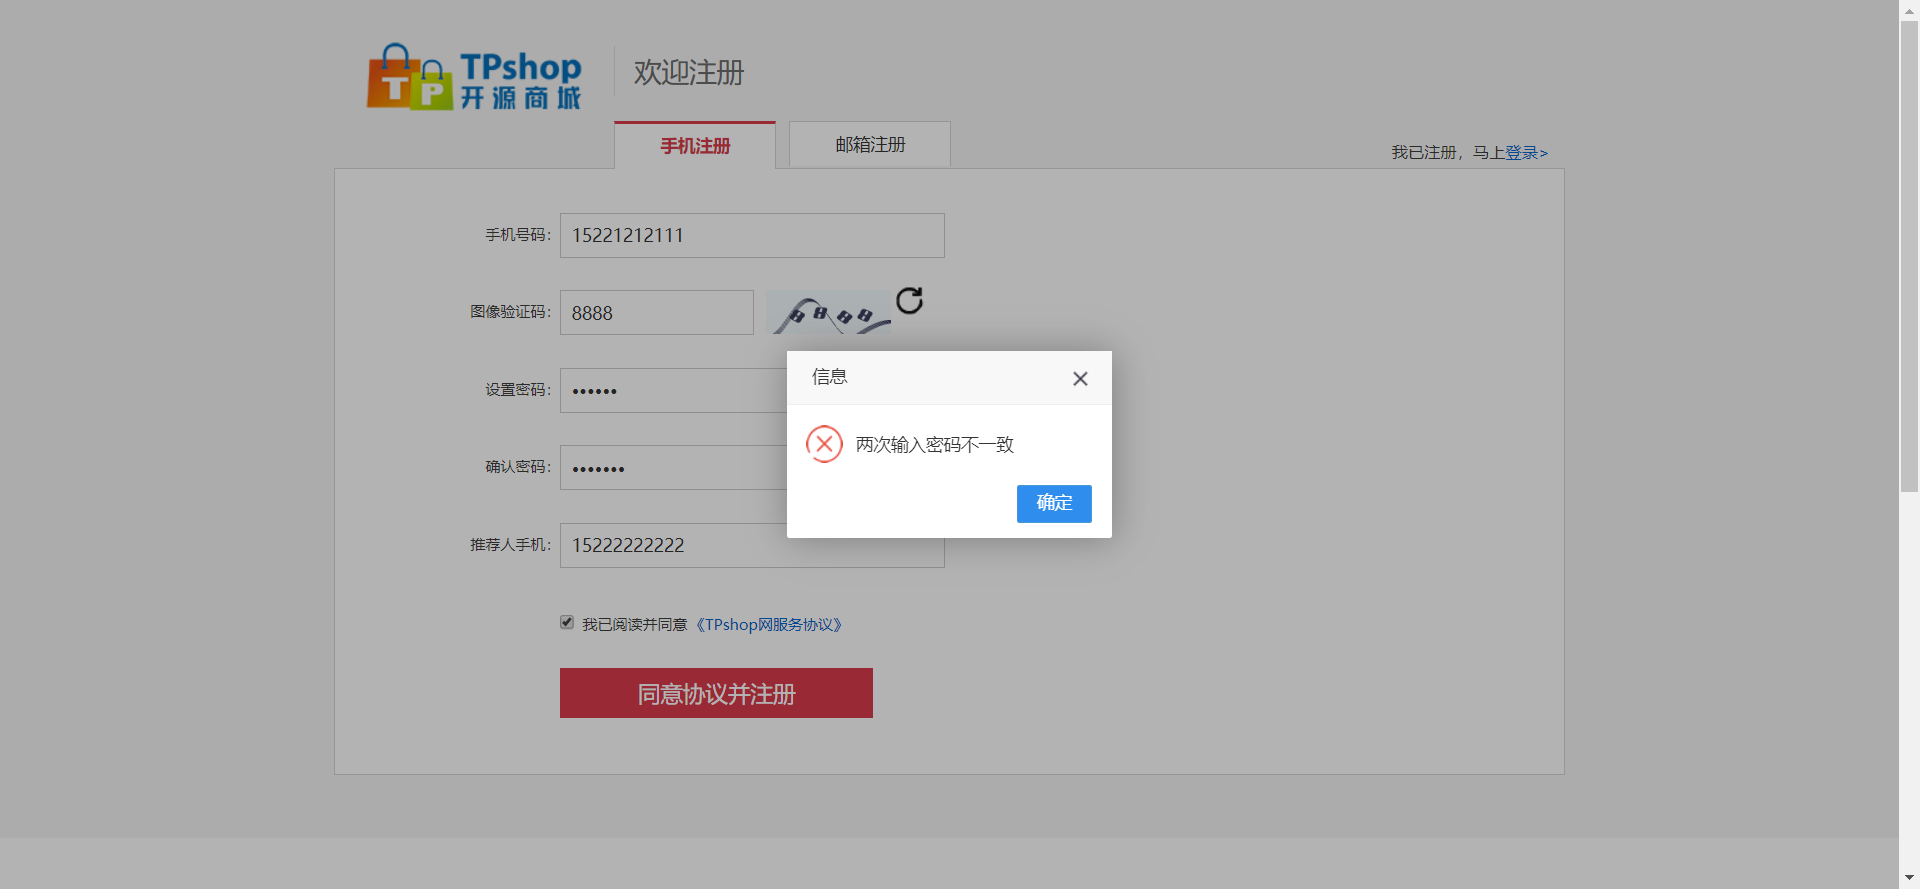 TPshop
开源商城
TP
欢迎注册
手机注册
邮箱注册
我已注册，马上登录>
手机号码：
15221212111
图像验证码：
8888
8888
设置密码：
••••••
确认密码：
•••••••
推荐人手机：
15222222222
信息
两次输入密码不一致
确定
我已阅读并同意《TPshop网服务协议》
同意协议并注册